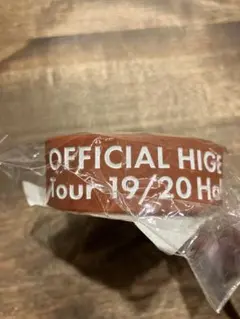 OFFICIAL HIGE
Tour 19/20 Ha